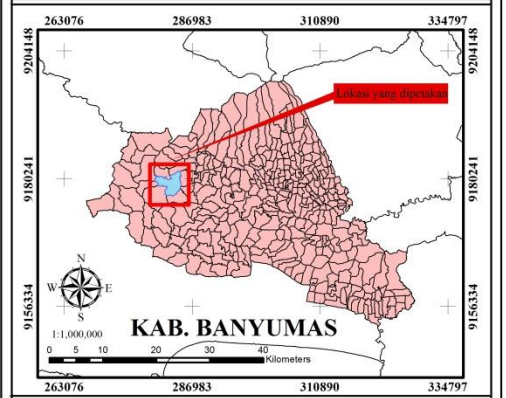 263076 286983 310890 334797
9204148 9204148
Lokasi yang dipetakan
9180241 9180241
N
W E
S
9156334 9156334
KAB. BANYUMAS
1:1,000,000
0 5 10 20 30 40
Kilometers
263076 286983 310890 334797